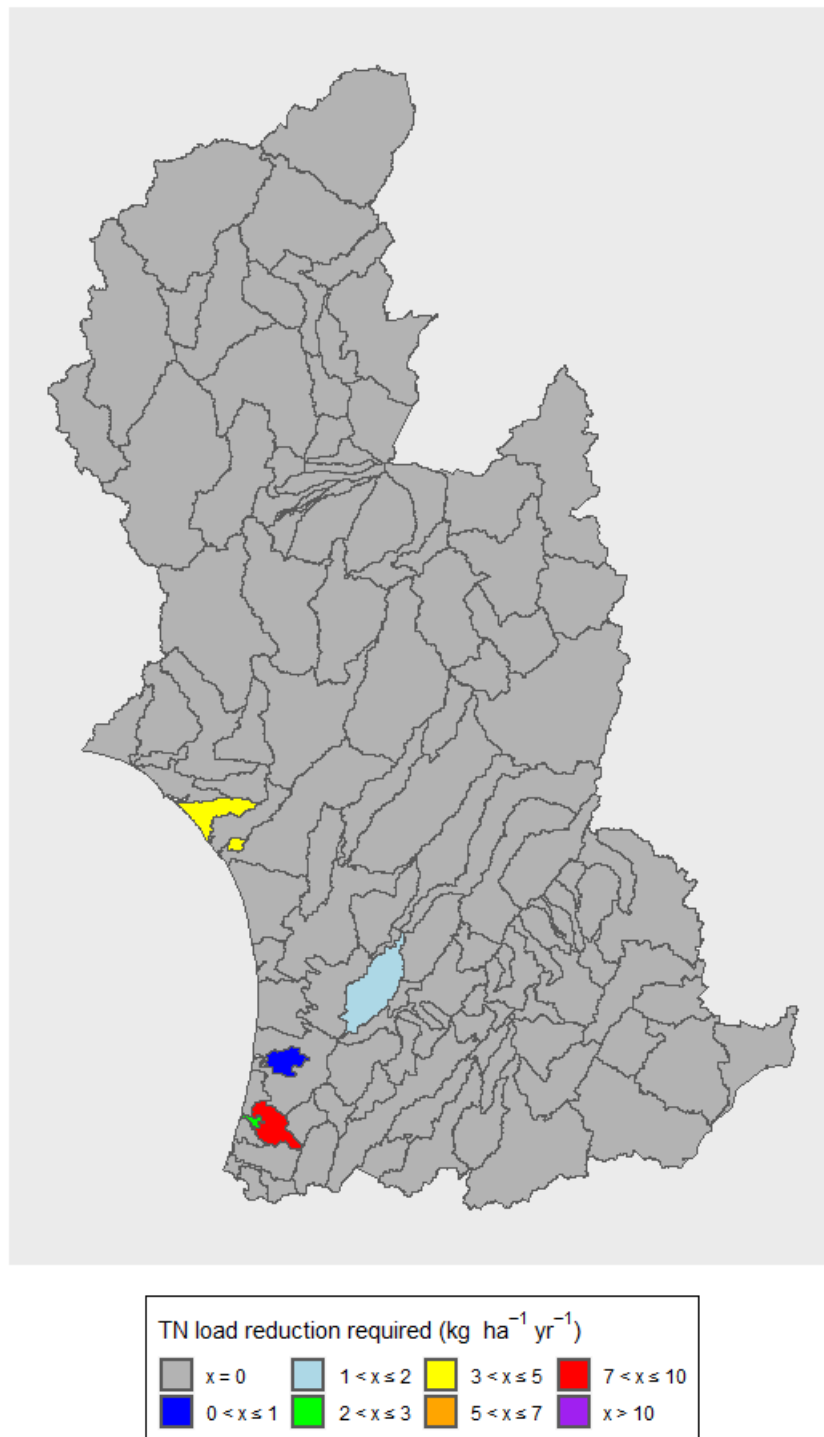 TN load reduction required (kg ha⁻¹ yr⁻¹)
x = 0 1 < x ≤ 2 3 < x ≤ 5 7 < x ≤ 10
0 < x ≤ 1 2 < x ≤ 3 5 < x ≤ 7 x > 10